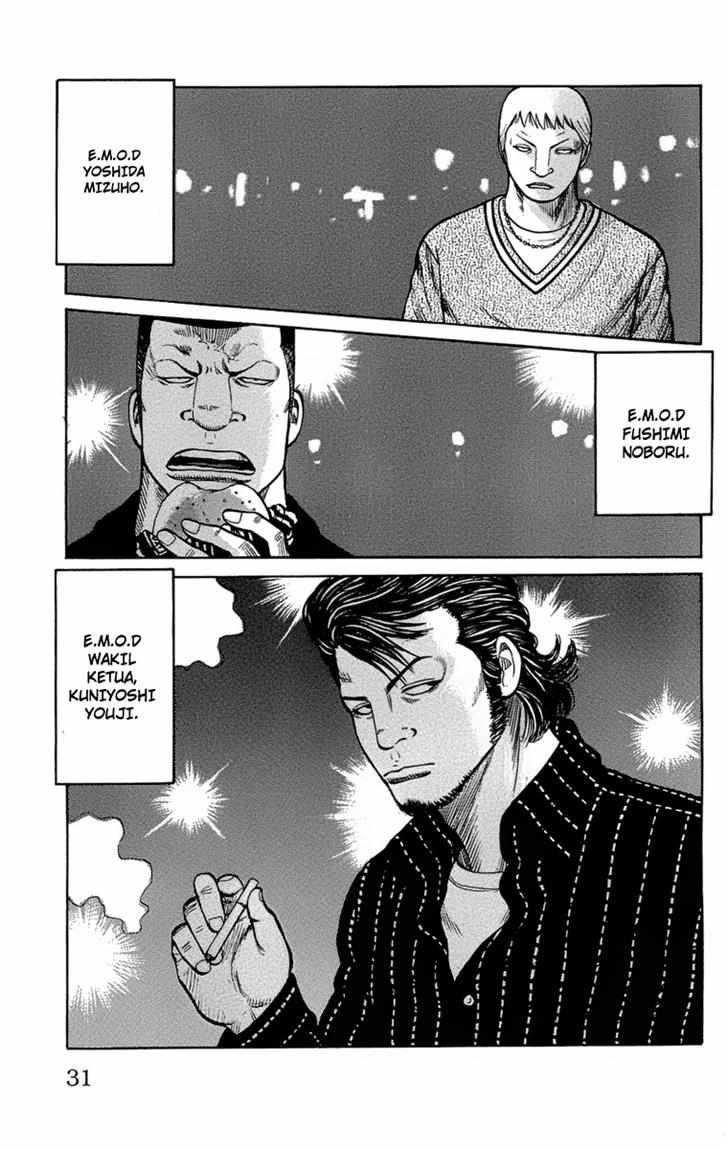 E.M.O.D
YOSHIDA
MIZUHO.
E.M.O.D
FUSHIMI
NOBORU.
E.M.O.D
WAKIL
KETUA,
KUNIYOSHI
YOUJI.
31